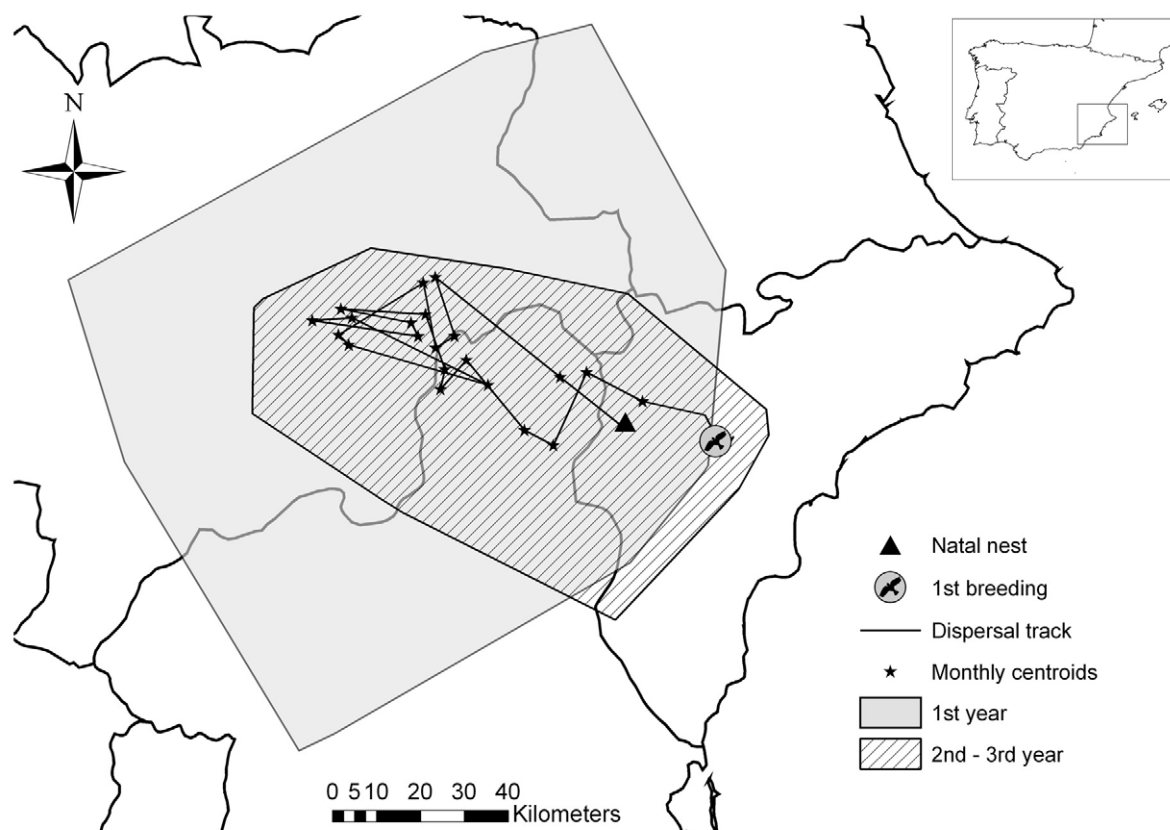 N
Natal nest
1st breeding
Dispersal track
Monthly centroids
1st year
2nd - 3rd year
0 5 10 20 30 40
Kilometers